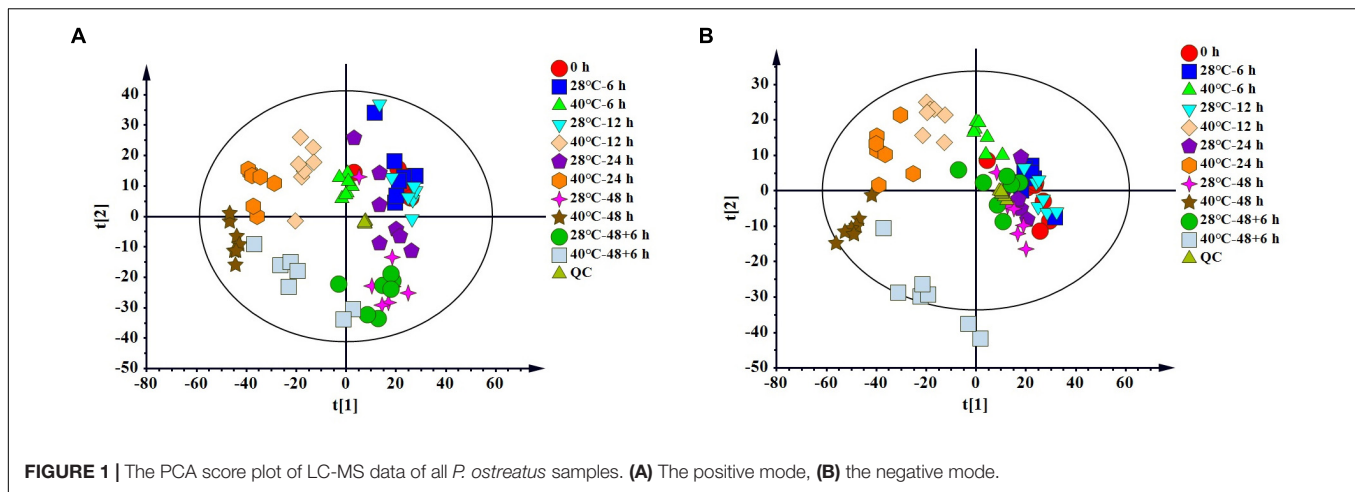 A
40
30
20
10
0
-10
-20
-30
-40
-50
t[2]
-80 -60 -40 -20 0 20 40 60
t[1]
0 h
28°C-6 h
40°C-6 h
28°C-12 h
40°C-12 h
28°C-24 h
40°C-24 h
28°C-48 h
40°C-48 h
28°C-48+6 h
40°C-48+6 h
QC
B
30
20
10
0
-10
-20
-30
-40
-50
t[2]
-80 -60 -40 -20 0 20 40 60
t[1]
0 h
28°C-6 h
40°C-6 h
28°C-12 h
40°C-12 h
28°C-24 h
40°C-24 h
28°C-48 h
40°C-48 h
28°C-48+6 h
40°C-48+6 h
QC
FIGURE 1 | The PCA score plot of LC-MS data of all P. ostreatus samples. (A) The positive mode, (B) the negative mode.